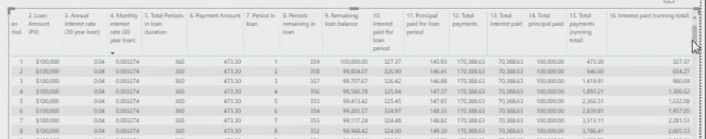 2. Loan Amount (PV) 3. Annual interest rate (30 year loan) 4. Monthly interest rate (30 year loan) 5. Total Periods in loan duration 6. Payment Amount 7. Period in loan 8. Periods remaining in loan 9. Remaining loan balance 10. Interest paid for loan period 11. Principal paid for loan period 12. Total payments 13. Total interest paid 14. Total principal paid 15. Total payments (running total) 16. Interest paid (running total)
1 $100,000 0.04 0.003274 360 473.30 1 359 100,000.00 327.37 145.93 170,388.63 70,388.63 100,000.00 473.30 327.37
2 $100,000 0.04 0.003274 360 473.30 2 358 99,854.07 326.90 146.41 170,388.63 70,388.63 100,000.00 946.60 654.27
3 $100,000 0.04 0.003274 360 473.30 3 357 99,707.67 326.42 146.88 170,388.63 70,388.63 100,000.00 1,419.91 980.69
4 $100,000 0.04 0.003274 360 473.30 4 356 99,560.78 325.94 147.37 170,388.63 70,388.63 100,000.00 1,893.21 1,306.62
5 $100,000 0.04 0.003274 360 473.30 5 355 99,413.42 325.45 147.85 170,388.63 70,388.63 100,000.00 2,366.51 1,632.08
6 $100,000 0.04 0.003274 360 473.30 6 354 99,265.57 324.97 148.33 170,388.63 70,388.63 100,000.00 2,839.81 1,957.05
7 $100,000 0.04 0.003274 360 473.30 7 353 99,117.24 324.48 148.82 170,388.63 70,388.63 100,000.00 3,313.11 2,281.53
8 $100,000 0.04 0.003274 360 473.30 8 352 98,968.42 324.00 149.30 170,388.63 70,388.63 100,000.00 3,786.41